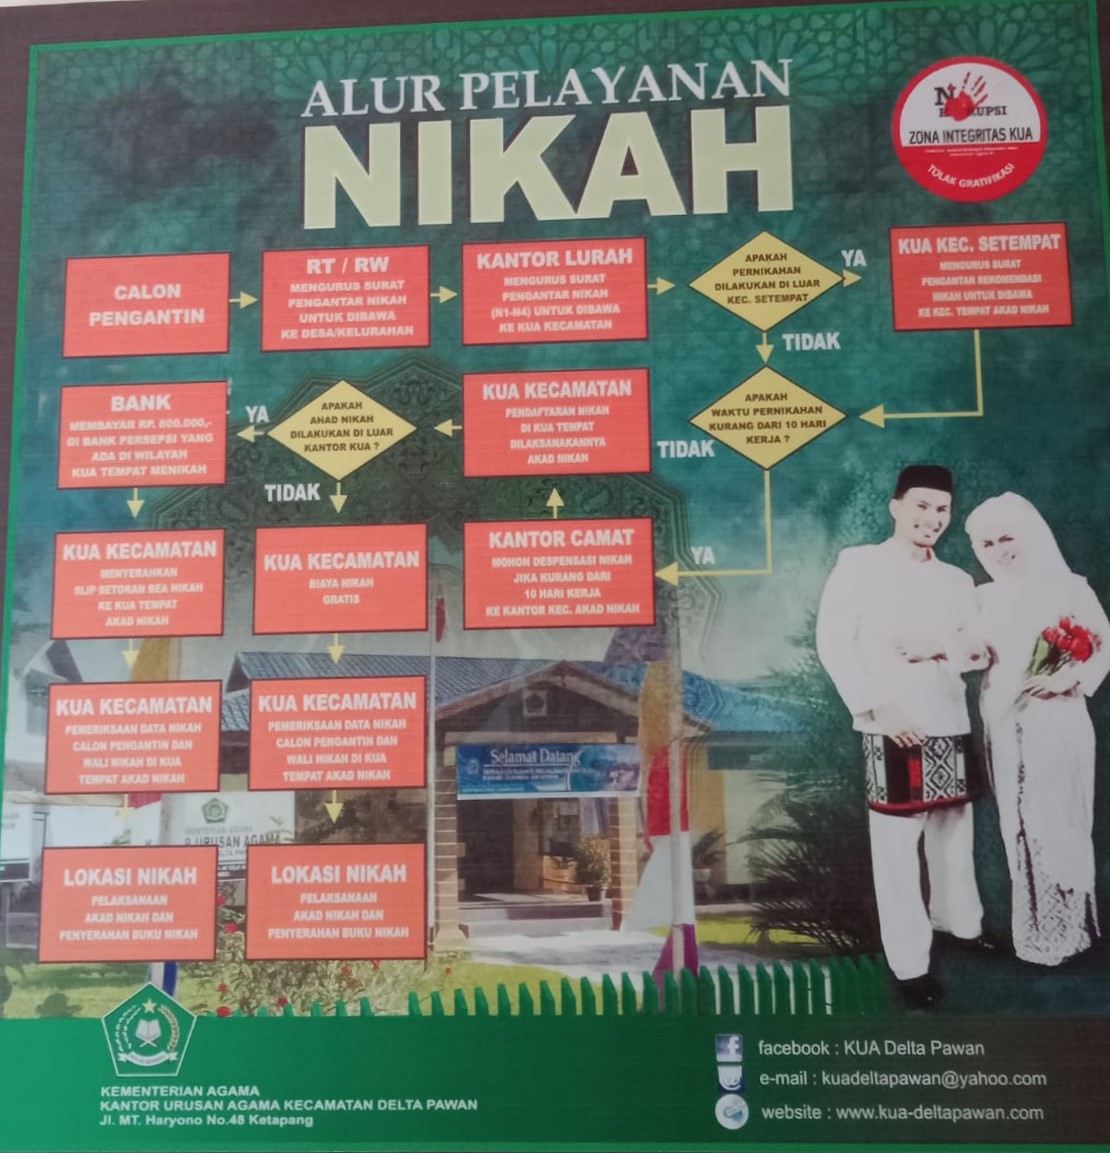 ALUR PELAYANAN
NIKAH
ZONA INTEGRITAS KUA
TOLAK GRATIFIKASI
CALON
PENGANTIN
RT / RW
MENGURUS SURAT
PENGANTAR NIKAH
UNTUK DIBAWA
KE DESA/KELURAHAN
KANTOR LURAH
MENGURUS SURAT
PENGANTAR NIKAH
(N1-N4) UNTUK DIBAWA
KE KUA KECAMATAN
APAKAH
PERNIKAHAN
DILAKUKAN DI LUAR
KEC. SETEMPAT
YA
KUA KEC. SETEMPAT
MENGURUS SURAT
PENGANTAR REKOMENDASI
NIKAH UNTUK DIBAWA
KE KEC. TEMPAT AKAD NIKAH
TIDAK
BANK
MEMBAYAR RP. 600.000,-
DI BANK PERSEPSI YANG
ADA DI WILAYAH
KUA TEMPAT MENIKAH
YA
APAKAH
AHAD NIKAH
DILAKUKAN DI LUAR
KANTOR KUA ?
TIDAK
KUA KECAMATAN
PENDAFTARAN NIKAH
DI KUA TEMPAT
DILAKSANAKANNYA
AKAD NIKAH
TIDAK
APAKAH
WAKTU PERNIKAHAN
KURANG DARI 10 HARI
KERJA ?
KUA KECAMATAN
MENYERAHKAN
SLIP SETORAN BEA NIKAH
KE KUA TEMPAT
AKAD NIKAH
KUA KECAMATAN
BIAYA NIKAH
GRATIS
KANTOR CAMAT
MOHON DESPENSASI NIKAH
JIKA KURANG DARI
10 HARI KERJA
KE KANTOR KEC. AKAD NIKAH
YA
KUA KECAMATAN
PEMERIKSAAN DATA NIKAH
CALON PENGANTIN DAN
WALI NIKAH DI KUA
TEMPAT AKAD NIKAH
KUA KECAMATAN
PEMERIKSAAN DATA NIKAH
CALON PENGANTIN DAN
WALI NIKAH DI KUA
TEMPAT AKAD NIKAH
Selamat Datang
LOKASI NIKAH
PELAKSANAAN
AKAD NIKAH DAN
PENYERAHAN BUKU NIKAH
LOKASI NIKAH
PELAKSANAAN
AKAD NIKAH DAN
PENYERAHAN BUKU NIKAH
KEMENTERIAN AGAMA
KANTOR URUSAN AGAMA KECAMATAN DELTA PAWAN
Jl. MT. Haryono No.48 Ketapang
facebook : KUA Delta Pawan
e-mail : kuadeltapawan@yahoo.com
website : www.kua-deltapawan.com